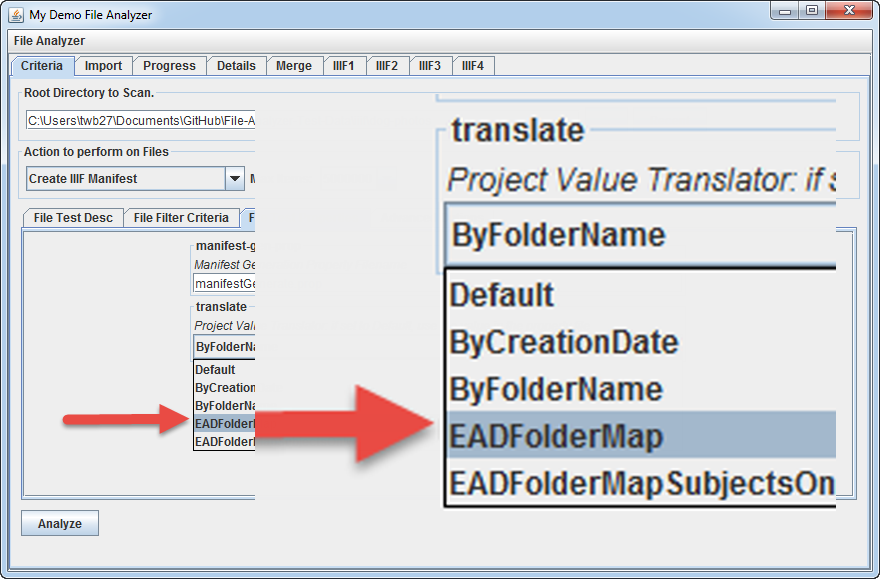 My Demo File Analyzer
File Analyzer
Criteria Import Progress Details Merge IIIF1 IIIF2 IIIF3 IIIF4
Root Directory to Scan.
C:\Users\twb27\Documents\GitHub\File-A
Action to perform on Files
Create IIIF Manifest
File Test Desc File Filter Criteria F
manifest-g
Manifest Ge
manifestGe
translate
Project Valu
ByFolderNa
Default
ByCreation
ByFolderNa
EADFolder
EADFolder
translate
Project Value Translator: if s
ByFolderName
Default
ByCreationDate
ByFolderName
EADFolderMap
EADFolderMapSubjectsOn
Analyze